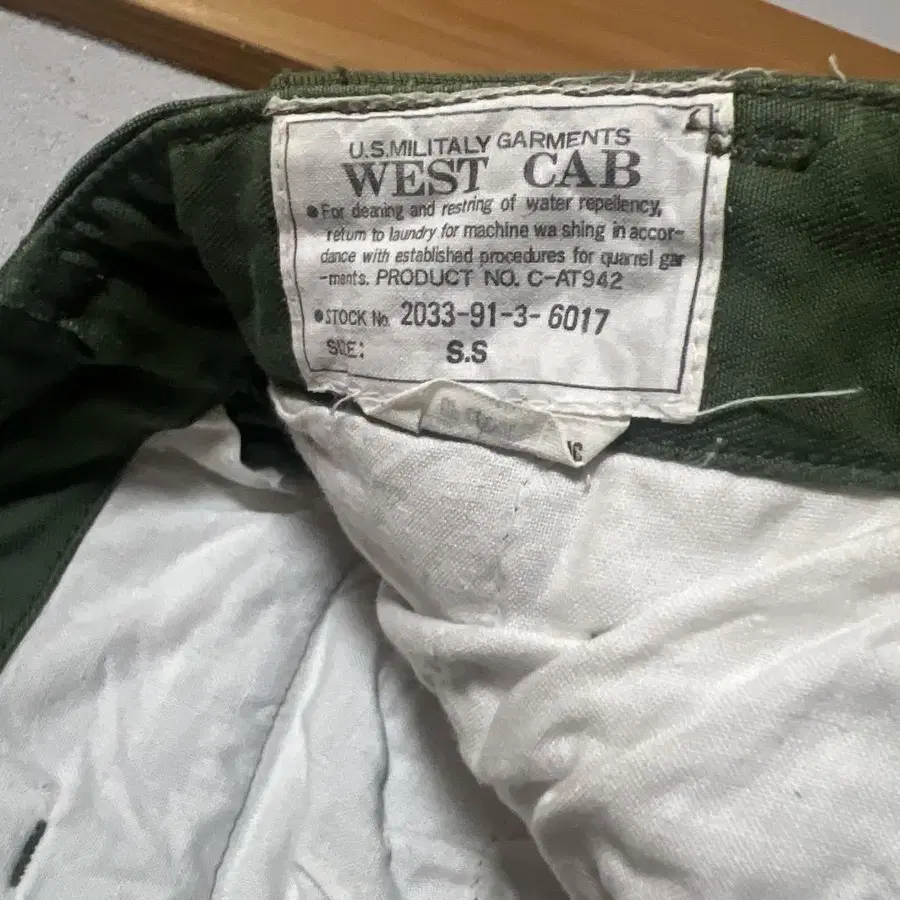 U.S.MILITALY GARMENTS
WEST CAB
●For deaning and restring of water repellency,
return to laundry for machine wa shing in accor-
dance with established procedures for quarrel gar
-ments. PRODUCT NO. C-AT942
●STOCK No. 2033-91-3-6017
SIZE: S.S